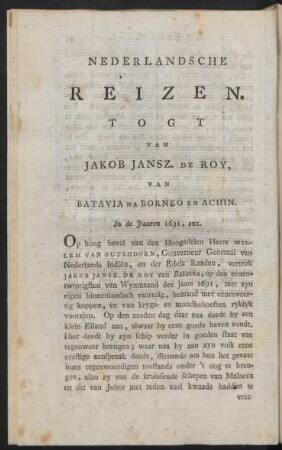 NEDERLANDSCHE
REIZEN.
TOGT
VAN
JAKOB JANSZ. DE ROY,
VAN
BATAVIA NA BORNEO EN ACHIN.
In de Jaaren 1691, enz.
Op hoog bevel van den Hoogedelen Heere WIL-
LEM VAN OUTSHOORN, Gouverneur Generaal van
Nederlands Indiën, en der Edele Raaden, vertrok
JAKOB JANSZ. DE ROY van Batavia, op den eenen
twintigsten van Wynmaand des jaars 1691, met zyn
eigen binnenlandsch vaartuig, bemand met
koppen, en van krygs- en mondbehoeften ryklyk
voorzien. Op den zesden dag daar naa deedt hy een
klein Eiland aan, alwaar hy eene goede haven vondt.
Hier deedt hy zyn schip verder in goeden staat van
tegenweer brengen; waar naa hy aan zyn volk eene
ernstige aanspraak deedt, dienende om hun het gevaar
huns tegenwoordigen toestands onder 't oog te bren-
gen, alzo zy van de kruissende schepen van Malacca
en die van Johor met reden veel kwaads hadden te
vree-